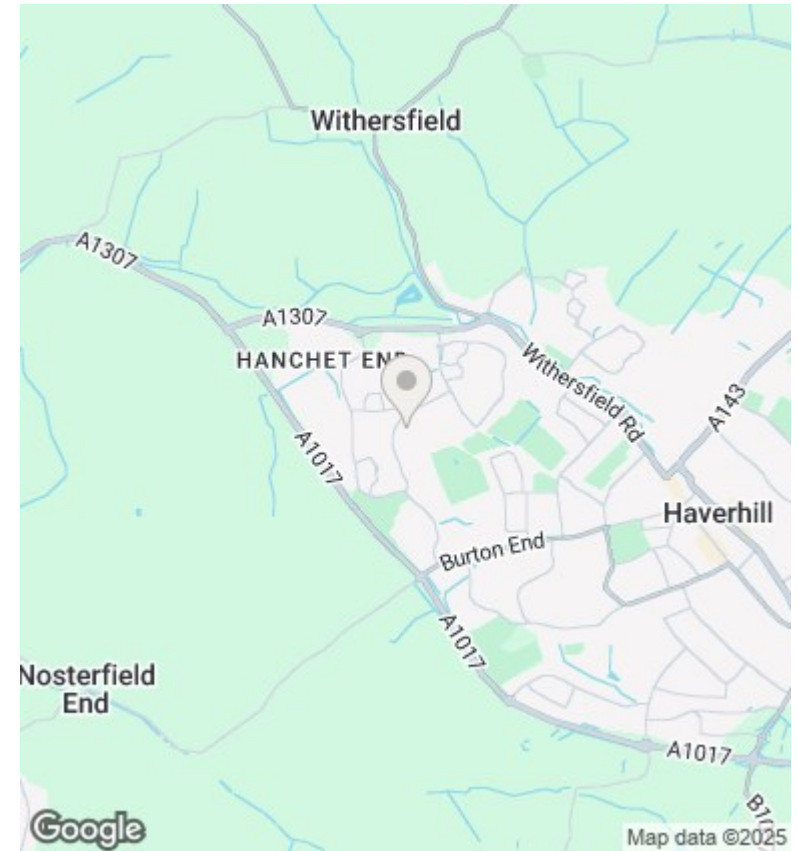 Withersfield
A1307
A1307
HANCHET END
Withersfield Rd
A143
A1017
Haverhill
Burton End
A1017
Nosterfield
End
A1017
Google
Map data ©2025